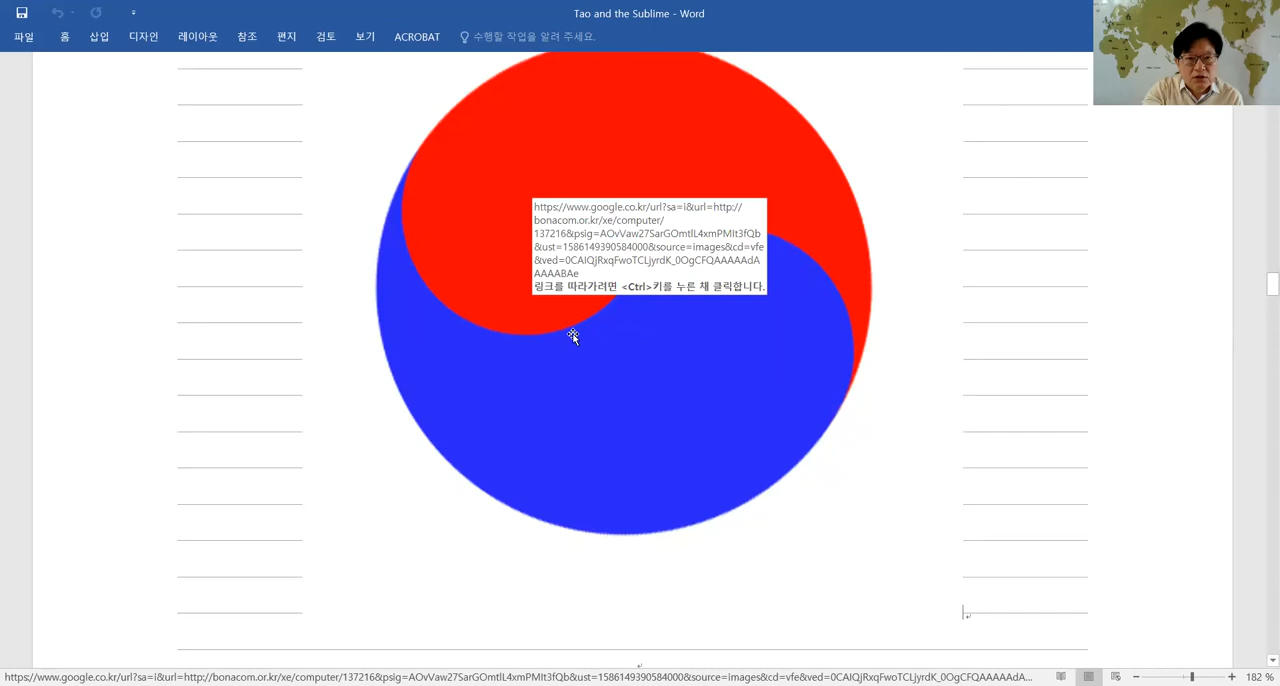 Tao and the Sublime - Word
파일 홈 삽입 디자인 레이아웃 참조 편지 검토 보기 ACROBAT 수행할 작업을 알려 주세요.
https://www.google.co.kr/url?sa=i&url=http://
bonacom.or.kr/xe/computer/
137216&psig=AOvVaw27SarGOmtlL4xmPMIt3fQb
&ust=1586149390584000&source=images&cd=vfe
&ved=0CAIQjRxqFwoTCLjyrdK_0OgCFQAAAAAdA
AAAABAe
링크를 따라가려면 <Ctrl>키를 누른 채 클릭합니다.
https://www.google.co.kr/url?sa=i&url=http://bonacom.or.kr/xe/computer/137216&psig=AOvVaw27SarGOmtlL4xmPMIt3fQb&ust=1586149390584000&source=images&cd=vfe&ved=0CAIQjRxqFwoTCLjyrdK_0OgCFQAAAAAdA...
182 %